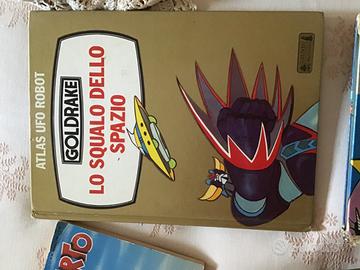 ATLAS UFO ROBOT
GOLDRAKE
LO SQUALO DELLO
SPAZIO